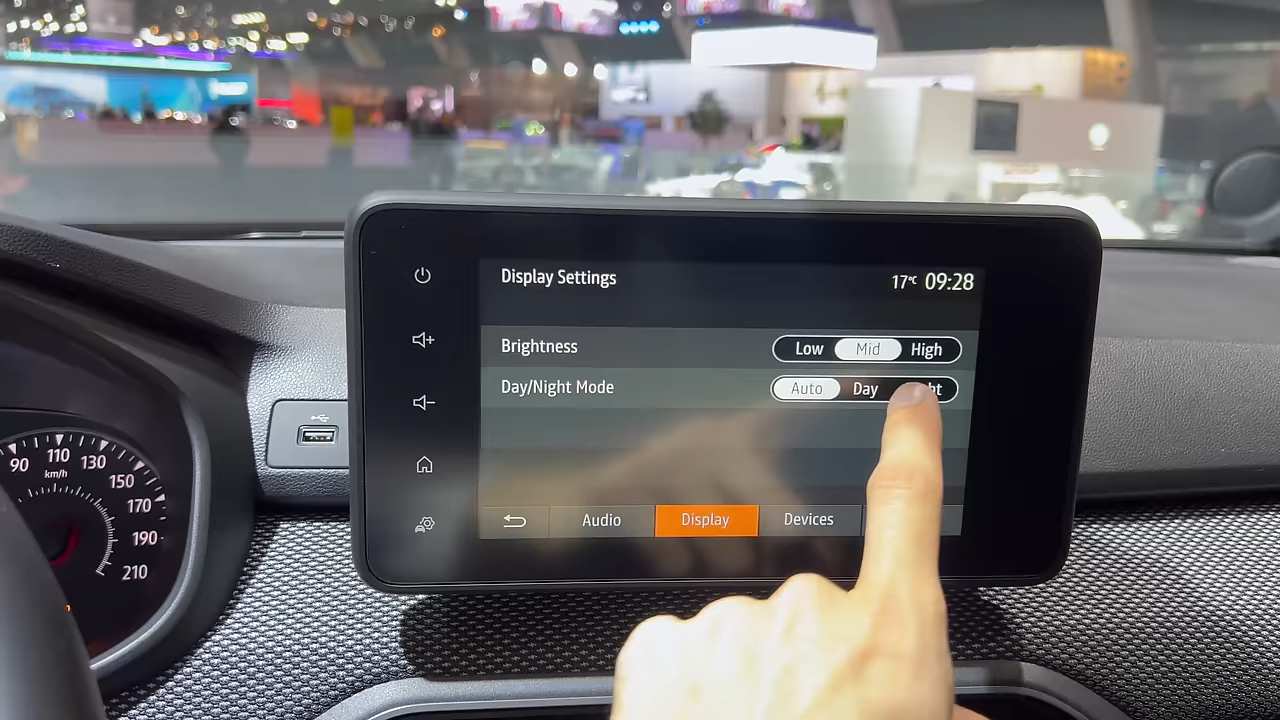 Display Settings
17°C 09:28
Brightness
Low Mid High
Day/Night Mode
Auto Day
Audio Display Devices
90 110 130 150 170 190 210
km/h